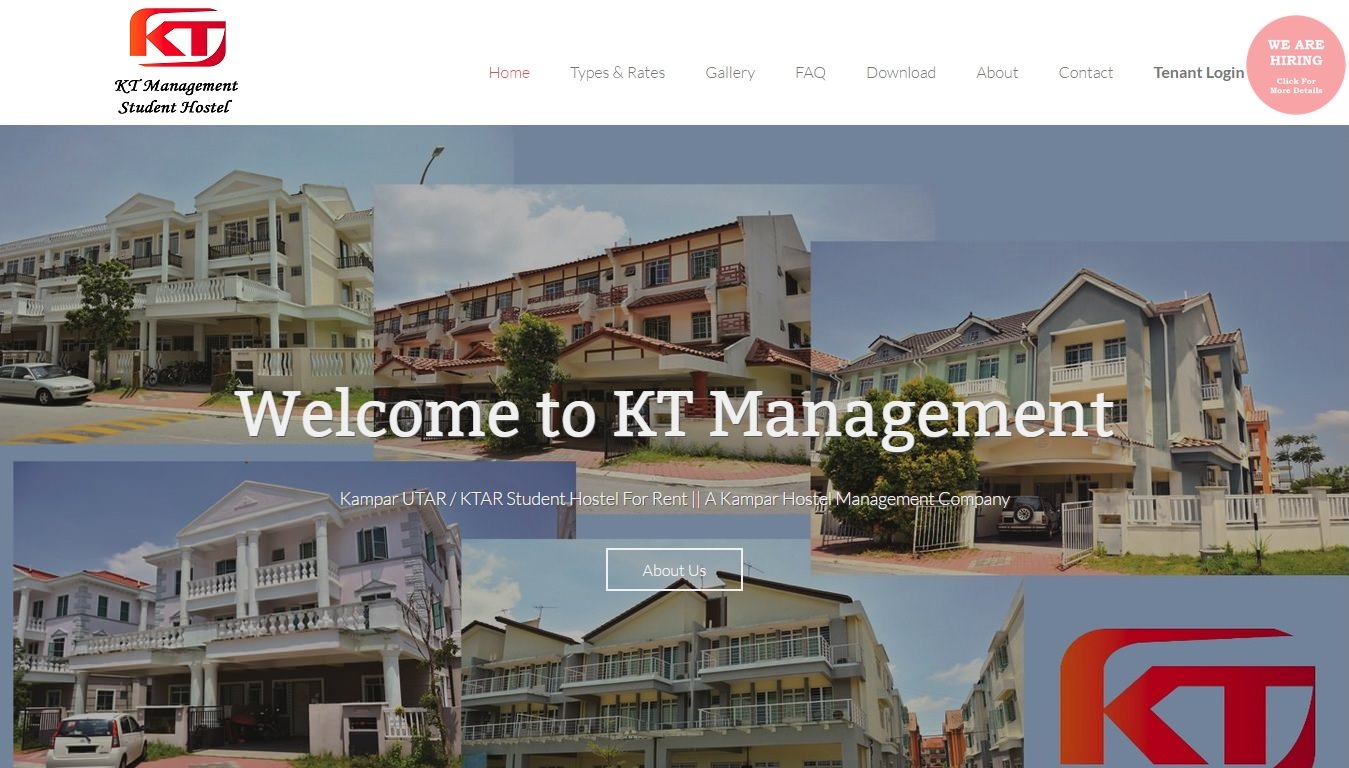 KT
KT Management
Student Hostel
Home
Types & Rates
Gallery
FAQ
Download
About
Contact
Tenant Login
WE ARE
HIRING
Click For
More Details
Welcome to KT Management
Kampar UTAR / KTAR Student Hostel For Rent || A Kampar Hostel Management Company
About Us
KT